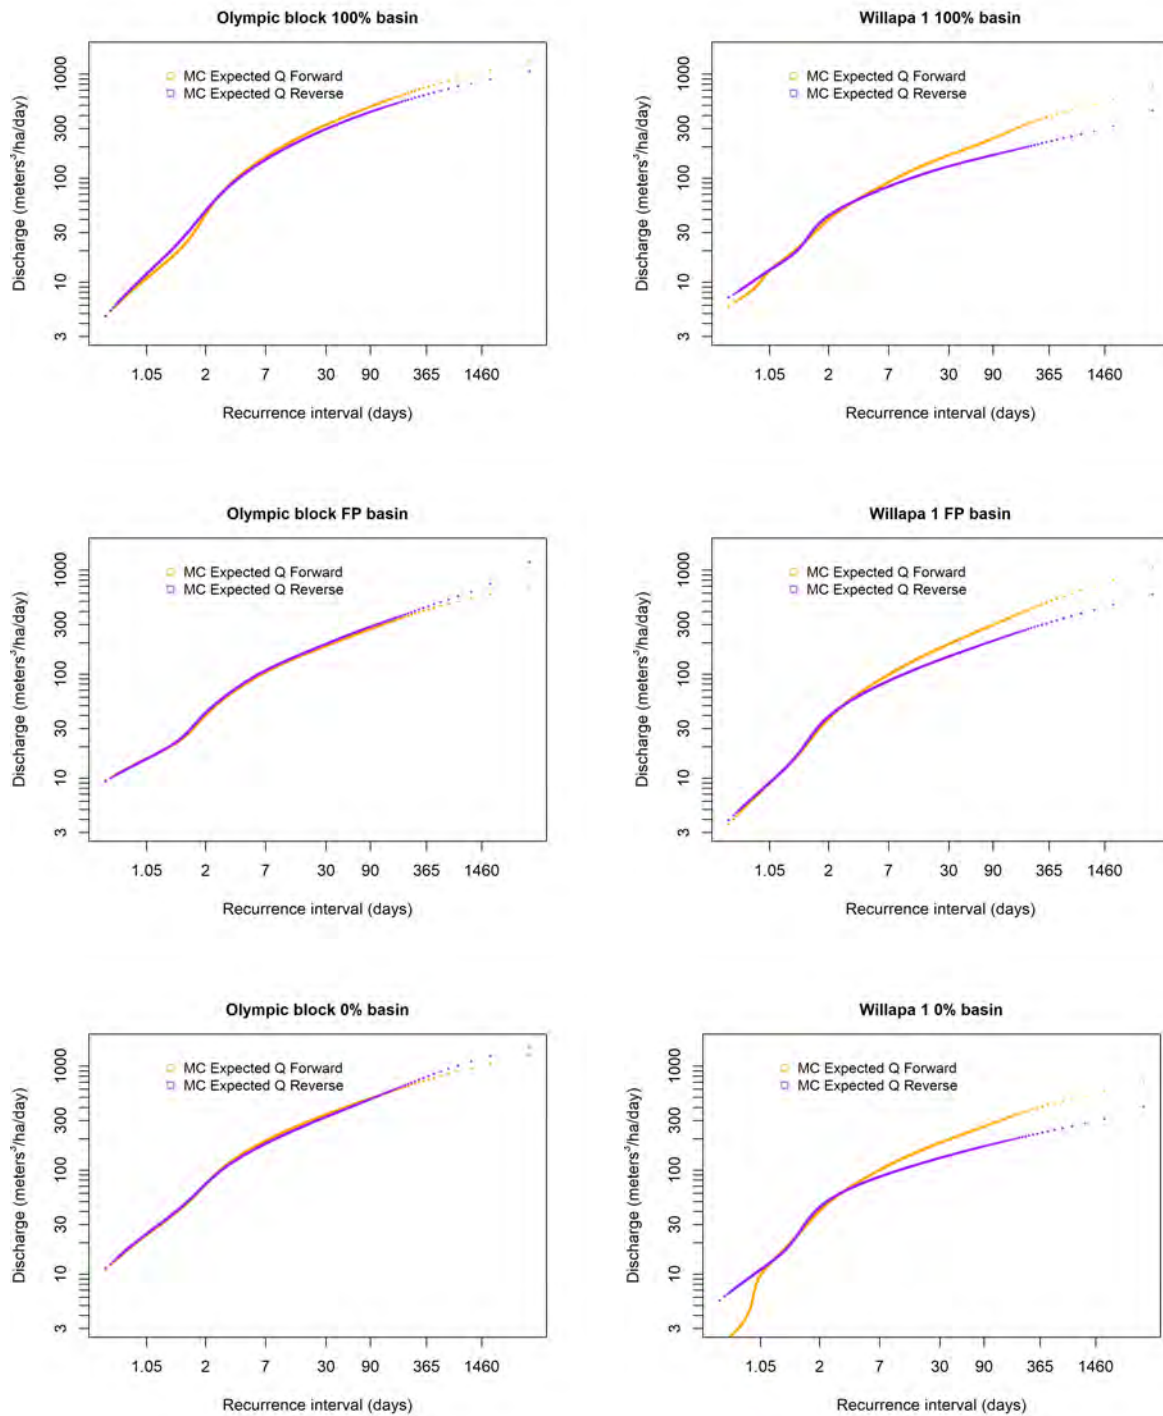 Olympic block 100% basin
MC Expected Q Forward
MC Expected Q Reverse
Discharge (meters³/ha/day)
1000
300
100
30
10
3
1.05 2 7 30 90 365 1460
Recurrence interval (days)
Willapa 1 100% basin
MC Expected Q Forward
MC Expected Q Reverse
Discharge (meters³/ha/day)
1000
300
100
30
10
3
1.05 2 7 30 90 365 1460
Recurrence interval (days)
Olympic block FP basin
MC Expected Q Forward
MC Expected Q Reverse
Discharge (meters³/ha/day)
1000
300
100
30
10
3
1.05 2 7 30 90 365 1460
Recurrence interval (days)
Willapa 1 FP basin
MC Expected Q Forward
MC Expected Q Reverse
Discharge (meters³/ha/day)
1000
300
100
30
10
3
1.05 2 7 30 90 365 1460
Recurrence interval (days)
Olympic block 0% basin
MC Expected Q Forward
MC Expected Q Reverse
Discharge (meters³/ha/day)
1000
300
100
30
10
3
1.05 2 7 30 90 365 1460
Recurrence interval (days)
Willapa 1 0% basin
MC Expected Q Forward
MC Expected Q Reverse
Discharge (meters³/ha/day)
1000
300
100
30
10
3
1.05 2 7 30 90 365 1460
Recurrence interval (days)